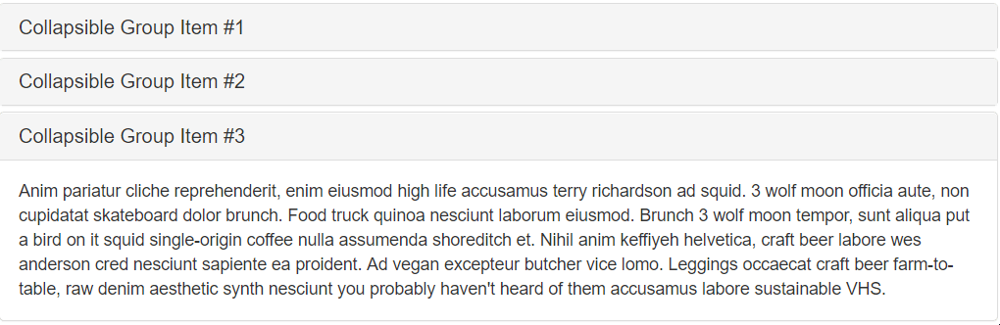 Collapsible Group Item #1
Collapsible Group Item #2
Collapsible Group Item #3
Anim pariatur cliche reprehenderit, enim eiusmod high life accusamus terry richardson ad squid. 3 wolf moon officia aute, non
cupidatat skateboard dolor brunch. Food truck quinoa nesciunt laborum eiusmod. Brunch 3 wolf moon tempor, sunt aliqua put
a bird on it squid single-origin coffee nulla assumenda shoreditch et. Nihil anim keffiyeh helvetica, craft beer labore wes
anderson cred nesciunt sapiente ea proident. Ad vegan excepteur butcher vice lomo. Leggings occaecat craft beer farm-to-
table, raw denim aesthetic synth nesciunt you probably haven't heard of them accusamus labore sustainable VHS.